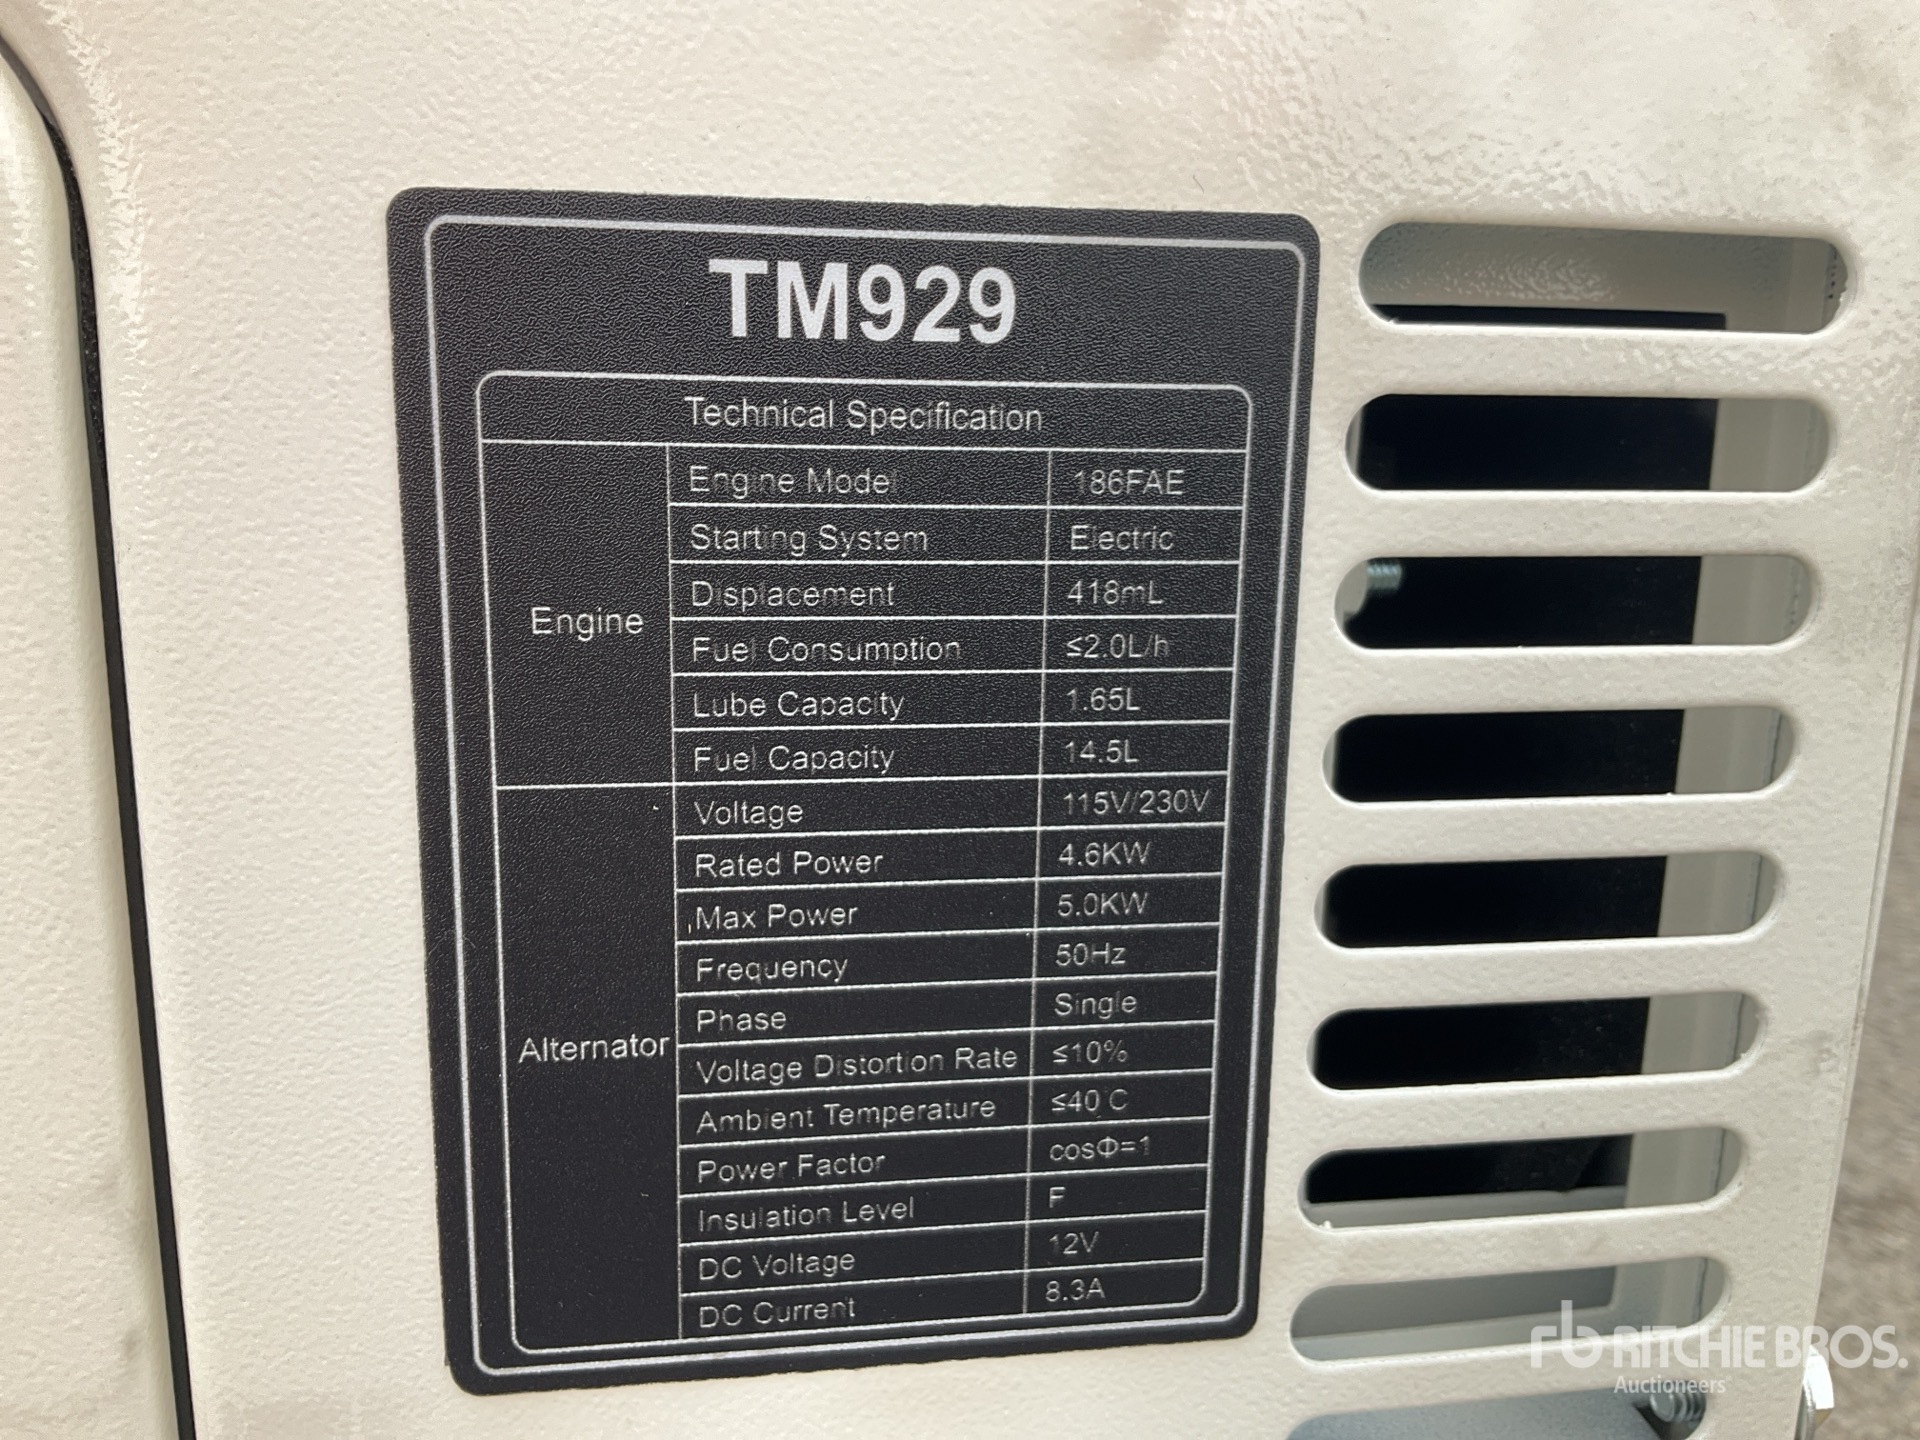 TM929
Technical Specification
Engine
Engine Model 186FAE
Starting System Electric
Displacement 418mL
Fuel Consumption ≤2.0L/h
Lube Capacity 1.65L
Fuel Capacity 14.5L
Alternator
Voltage 115V/230V
Rated Power 4.6KW
Max Power 5.0KW
Frequency 50Hz
Phase Single
Voltage Distortion Rate ≤10%
Ambient Temperature ≤40°C
Power Factor cosΦ=1
Insulation Level F
DC Voltage 12V
DC Current 8.3A
rb RITCHIE BROS.
Auctioneers